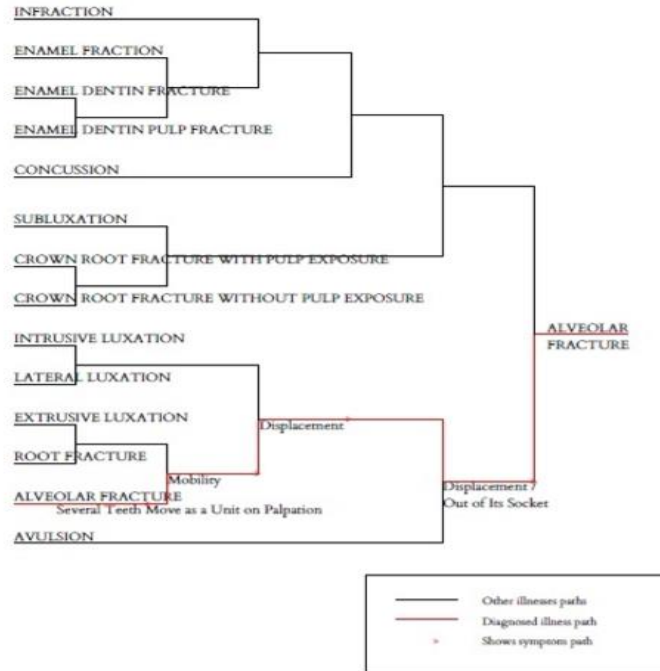 INFRACTION
ENAMEL FRACTION
ENAMEL DENTIN FRACTURE
ENAMEL DENTIN PULP FRACTURE
CONCUSSION
SUBLUXATION
CROWN ROOT FRACTURE WITH PULP EXPOSURE
CROWN ROOT FRACTURE WITHOUT PULP EXPOSURE
INTRUSIVE LUXATION
LATERAL LUXATION
EXTRUSIVE LUXATION
ROOT FRACTURE
ALVEOLAR FRACTURE
Several Teeth Move as a Unit on Palpation
AVULSION
Mobility
Displacement
Displacement /
Out of Its Socket
ALVEOLAR
FRACTURE
Other illnesses paths
Diagnosed illness path
Shows symptoms path